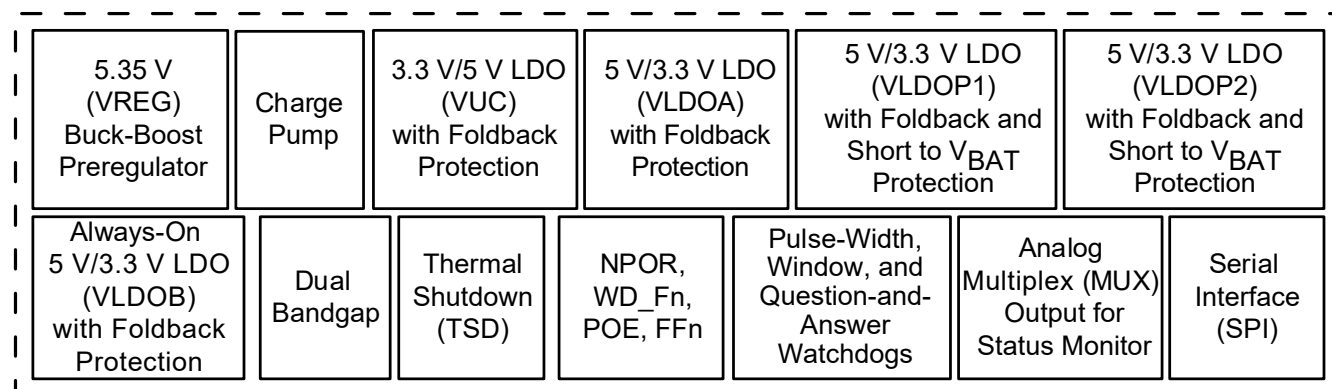 5.35 V
(VREG)
Buck-Boost
Preregulator
Charge
Pump
3.3 V/5 V LDO
(VUC)
with Foldback
Protection
5 V/3.3 V LDO
(VLDOA)
with Foldback
Protection
5 V/3.3 V LDO
(VLDOP1)
with Foldback and
Short to VBAT
Protection
5 V/3.3 V LDO
(VLDOP2)
with Foldback and
Short to VBAT
Protection
Always-On
5 V/3.3 V LDO
(VLDOB)
with Foldback
Protection
Dual
Bandgap
Thermal
Shutdown
(TSD)
NPOR,
WD_Fn,
POE, FFn
Pulse-Width,
Window, and
Question-and-
Answer
Watchdogs
Analog
Multiplex (MUX)
Output for
Status Monitor
Serial
Interface
(SPI)